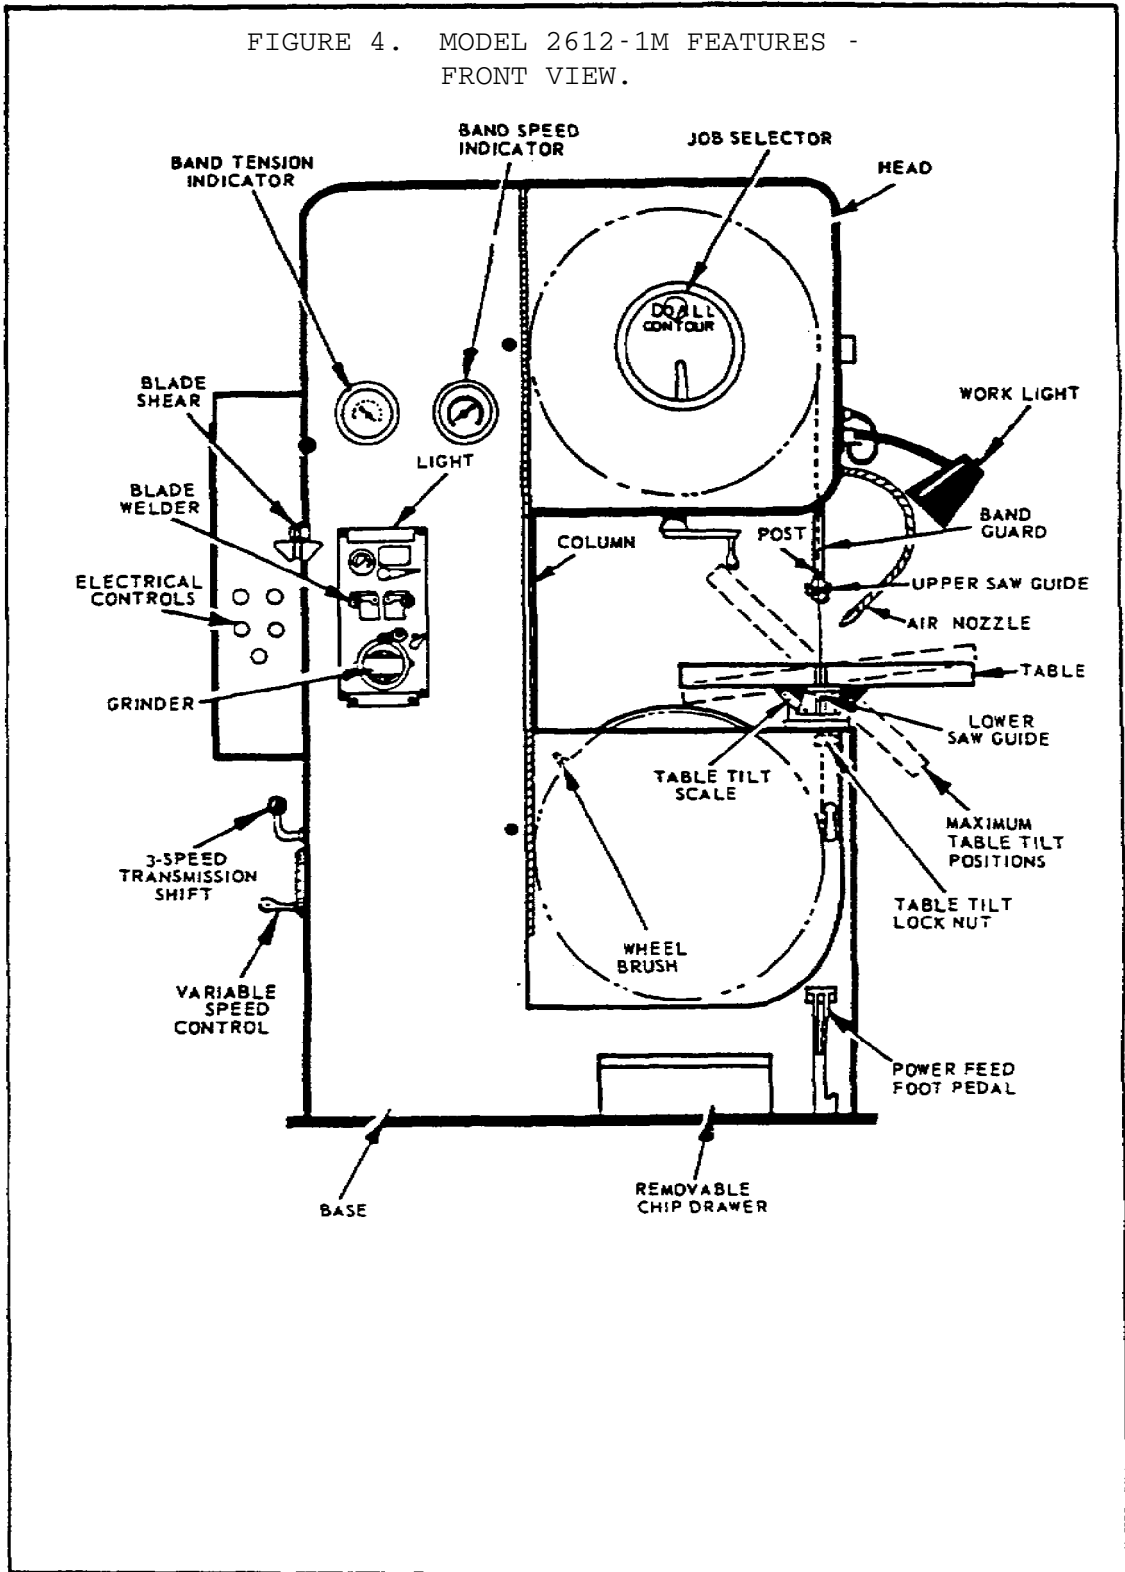 FIGURE 4. MODEL 2612-1M FEATURES -
FRONT VIEW.
BAND TENSION
INDICATOR
BAND SPEED
INDICATOR
JOB SELECTOR
HEAD
DOALL
CONTOUR
BLADE
SHEAR
WORK LIGHT
LIGHT
BLADE
WELDER
COLUMN
POST
BAND
GUARD
ELECTRICAL
CONTROLS
UPPER SAW GUIDE
AIR NOZZLE
TABLE
GRINDER
LOWER
SAW GUIDE
TABLE TILT
SCALE
MAXIMUM
TABLE TILT
POSITIONS
3-SPEED
TRANSMISSION
SHIFT
TABLE TILT
LOCK NUT
WHEEL
BRUSH
VARIABLE
SPEED
CONTROL
POWER FEED
FOOT PEDAL
BASE
REMOVABLE
CHIP DRAWER